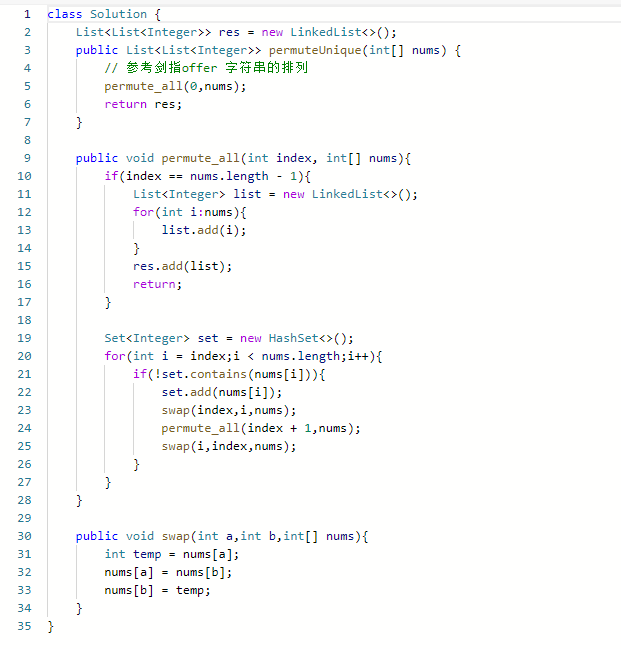 1 class Solution {
2     List<List<Integer>> res = new LinkedList<>();
3     public List<List<Integer>> permuteUnique(int[] nums) {
4         // 参考剑指offer 字符串的排列
5         permute_all(0,nums);
6         return res;
7     }
8
9     public void permute_all(int index, int[] nums){
10         if(index == nums.length - 1){
11             List<Integer> list = new LinkedList<>();
12             for(int i:nums){
13                 list.add(i);
14             }
15             res.add(list);
16             return;
17         }
18
19         Set<Integer> set = new HashSet<>();
20         for(int i = index;i < nums.length;i++){
21             if(!set.contains(nums[i])){
22                 set.add(nums[i]);
23                 swap(index,i,nums);
24                 permute_all(index + 1,nums);
25                 swap(i,index,nums);
26             }
27         }
28     }
29
30     public void swap(int a,int b,int[] nums){
31         int temp = nums[a];
32         nums[a] = nums[b];
33         nums[b] = temp;
34     }
35 }